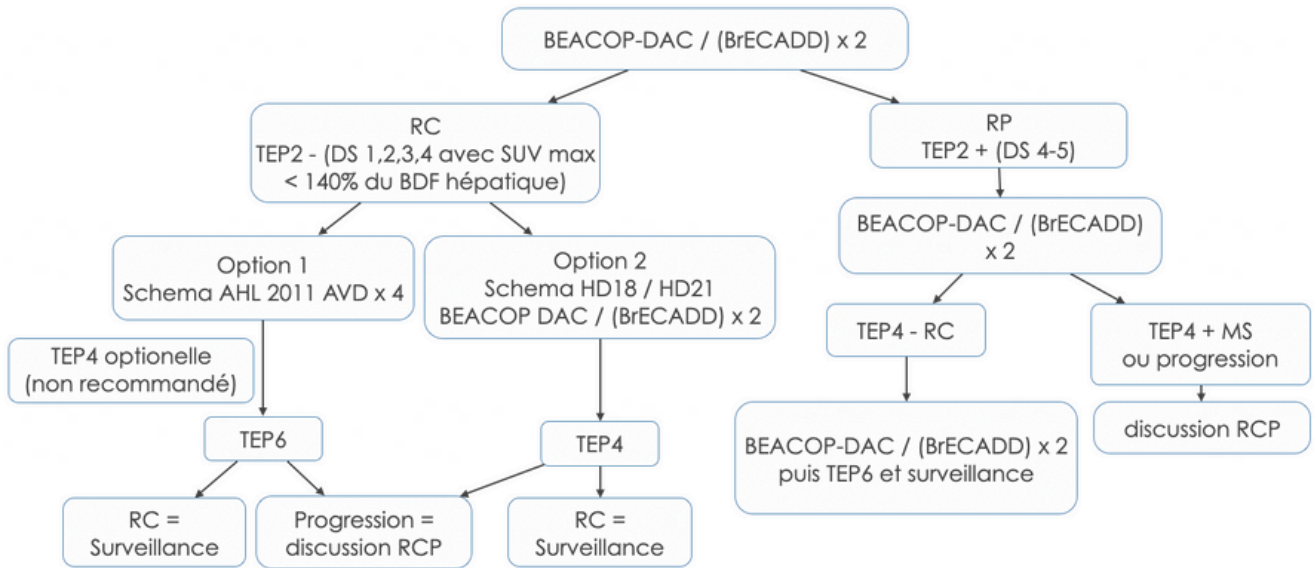 BEACOP-DAC / (BrECADD) x 2
RC
TEP2 - (DS 1,2,3,4 avec SUV max
< 140% du BDF hépatique)
RP
TEP2 + (DS 4-5)
BEACOP-DAC / (BrECADD)
x 2
Option 1
Schema AHL 2011 AVD x 4
Option 2
Schema HD18 / HD21
BEACOP DAC / (BrECADD) x 2
TEP4 optionelle
(non recommandé)
TEP4 - RC
TEP4 + MS
ou progression
TEP6
TEP4
BEACOP-DAC / (BrECADD) x 2
puis TEP6 et surveillance
discussion RCP
RC =
Surveillance
Progression =
discussion RCP
RC =
Surveillance